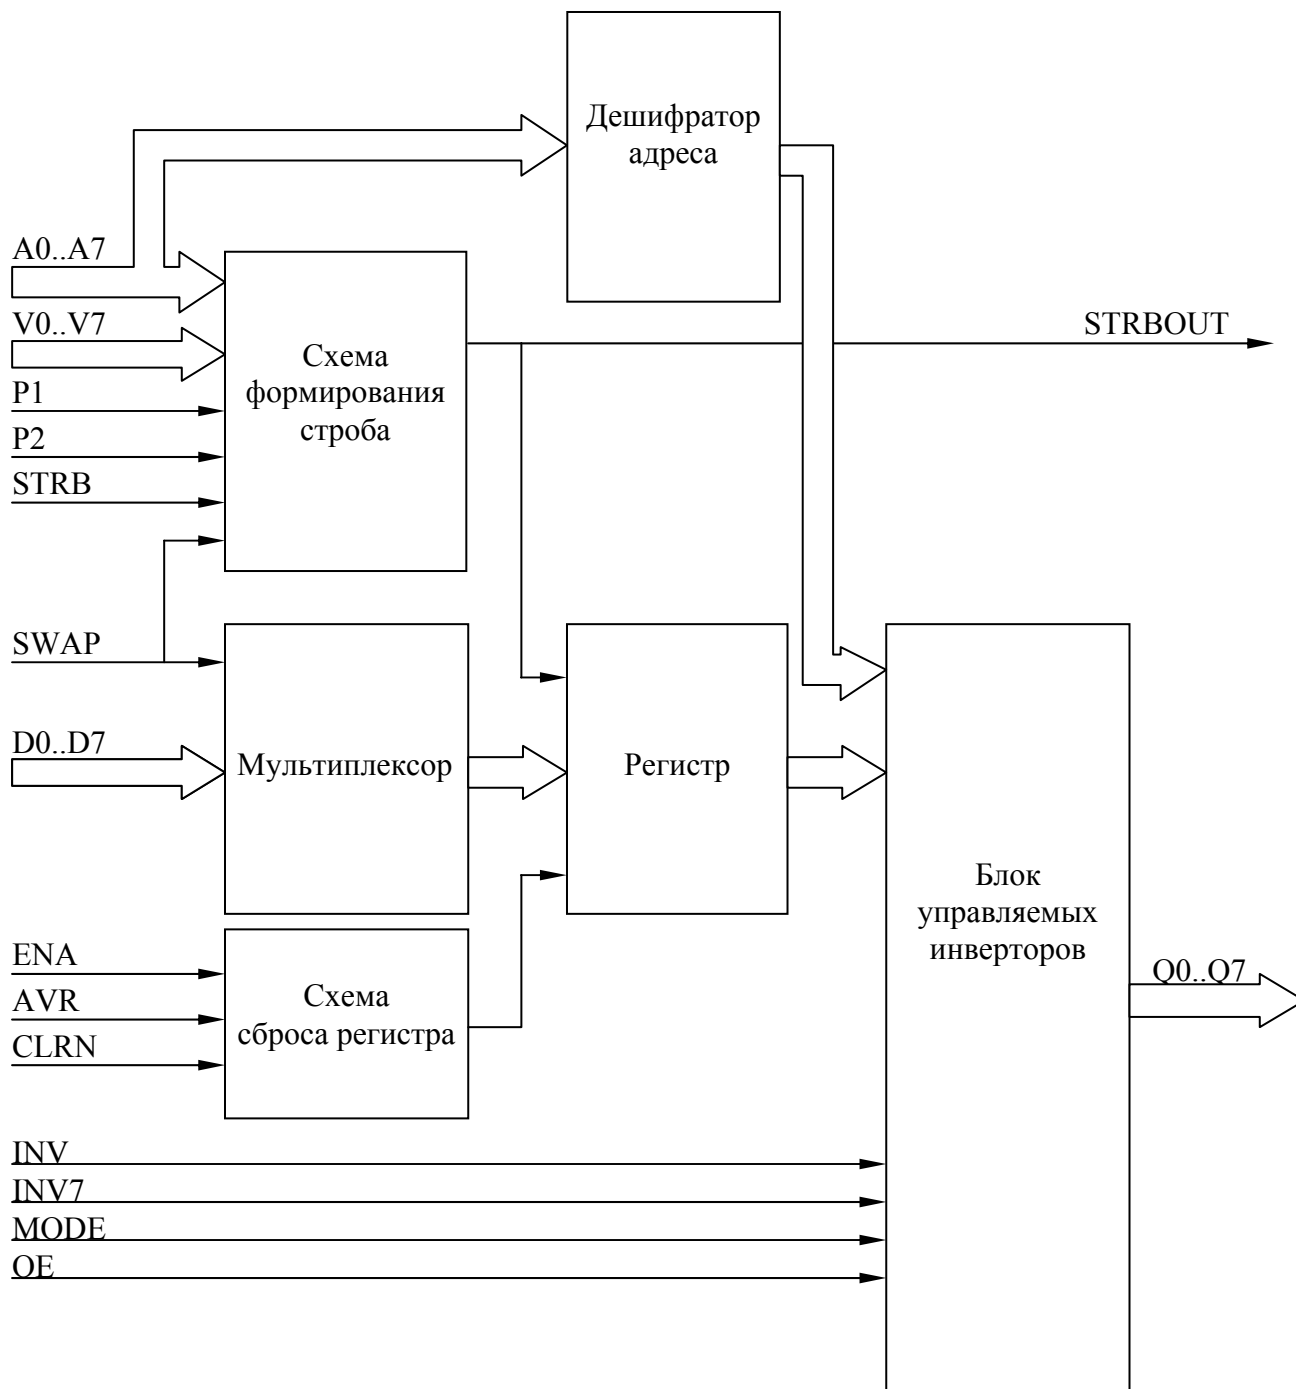 Дешифратор
адреса
A0..A7
V0..V7
P1
P2
STRB
Схема
формирования
строба
STRBOUT
SWAP
D0..D7
Мультиплексор
Регистр
Блок
управляемых
инверторов
ENA
AVR
CLRN
Схема
сброса регистра
Q0..Q7
INV
INV7
MODE
OE